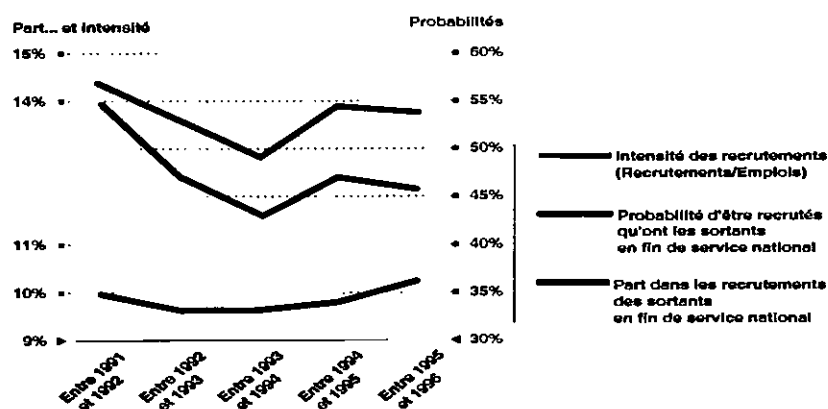 Part... et intensité
Probabilités
15%
14%
11%
10%
9%
60%
55%
50%
45%
40%
35%
30%
Intensité des recrutements
(Recrutements/Emplois)
Probabilité d'être recrutés
qu'ont les sortants
en fin de service national
Part dans les recrutements
des sortants
en fin de service national
Entre 1991
et 1992
Entre 1992
et 1993
Entre 1993
et 1994
Entre 1994
et 1995
Entre 1995
et 1996